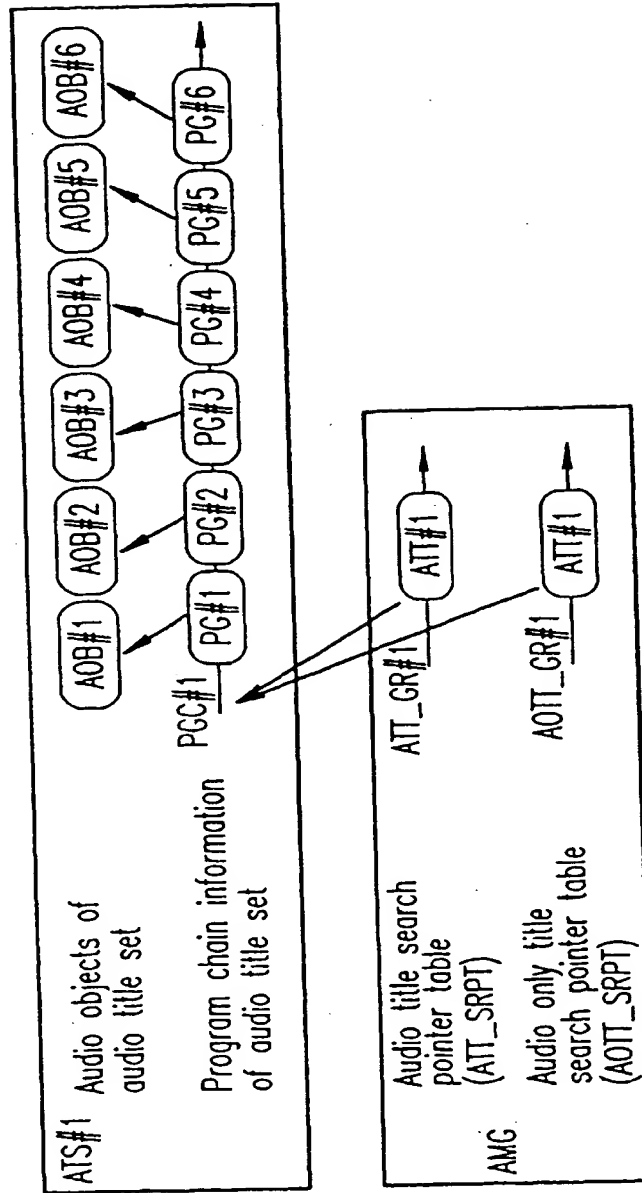 ATS#1
Audio objects of
audio title set
AOB#1 AOB#2 AOB#3 AOB#4 AOB#5 AOB#6
Program chain information
of audio title set
PGC#1
PG#1 PG#2 PG#3 PG#4 PG#5 PG#6
AMG
Audio title search
pointer table
(ATT_SRPT)
ATT_GR#1
ATT#1
Audio only title
search pointer table
(AOTT_SRPT)
AOTT_GR#1
ATT#1